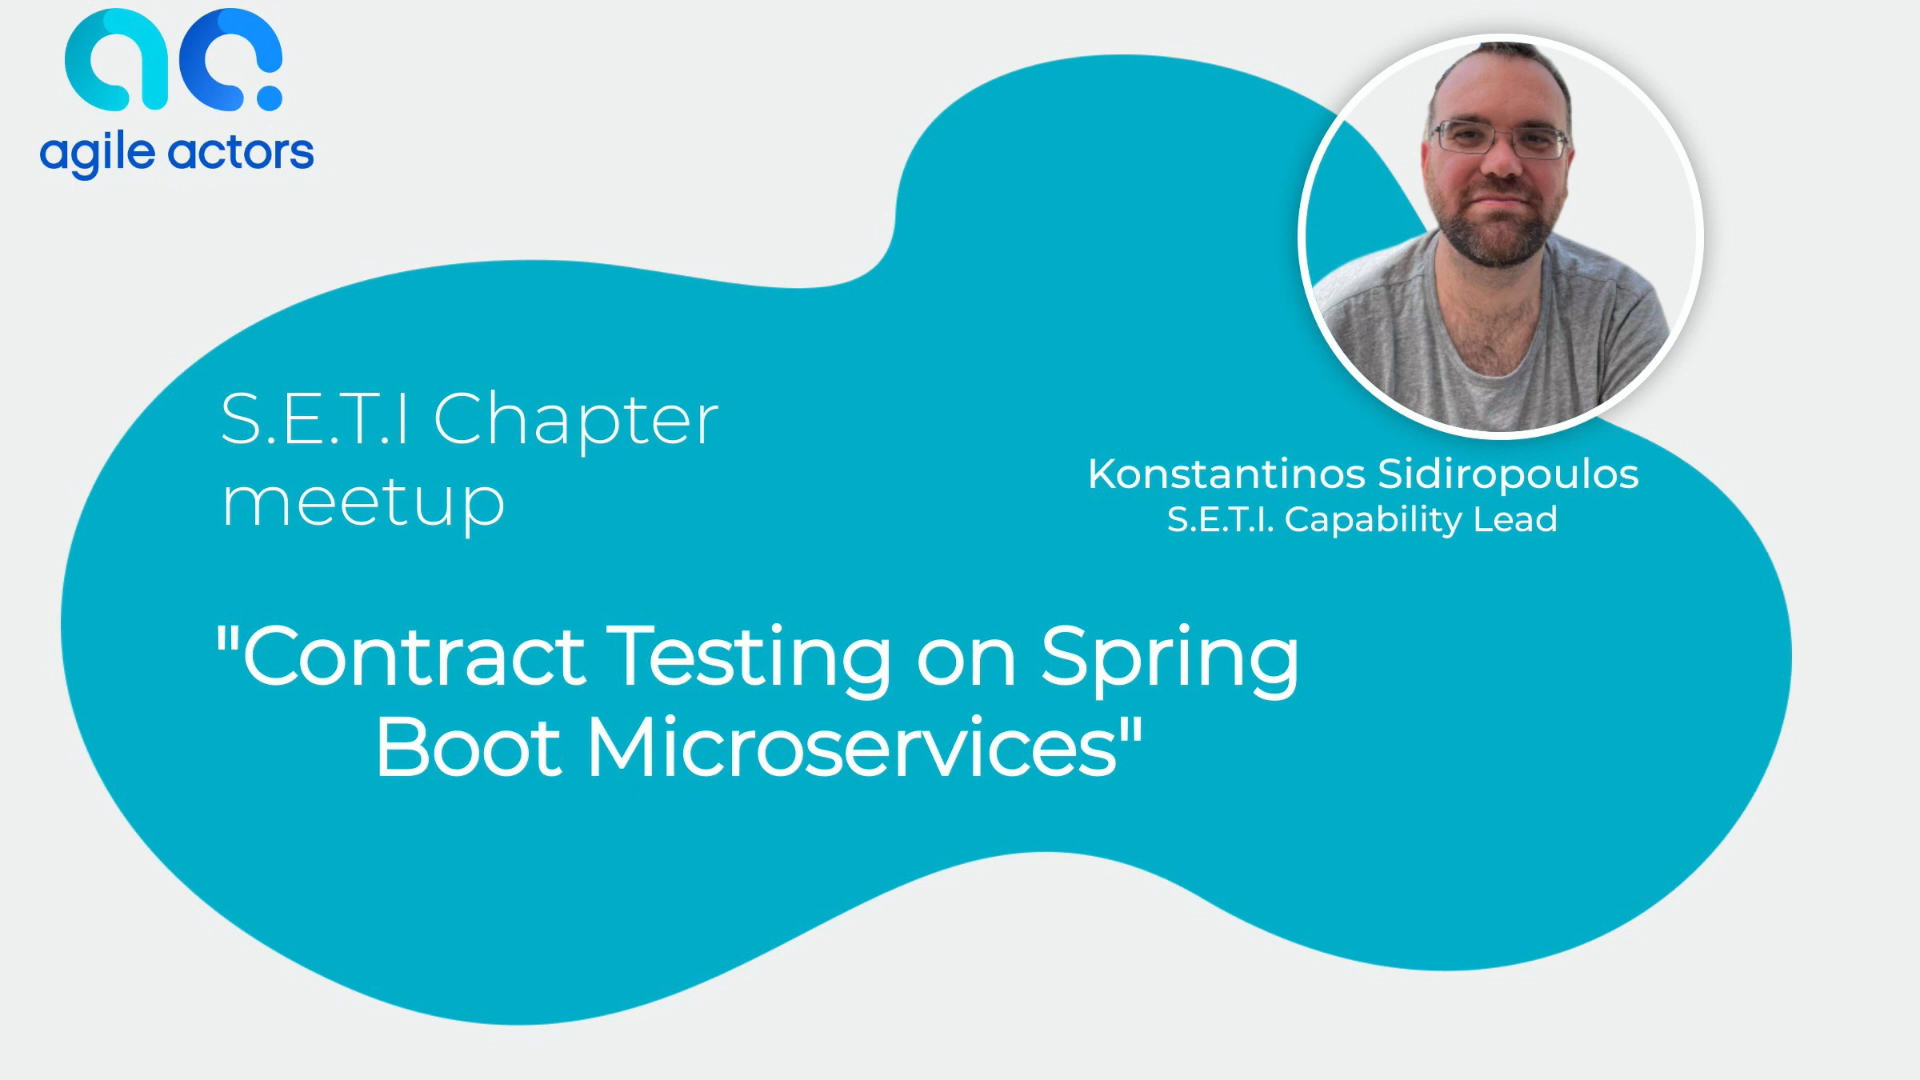 agile actors
S.E.T.I Chapter
meetup
Konstantinos Sidiropoulos
S.E.T.I. Capability Lead
"Contract Testing on Spring
Boot Microservices"